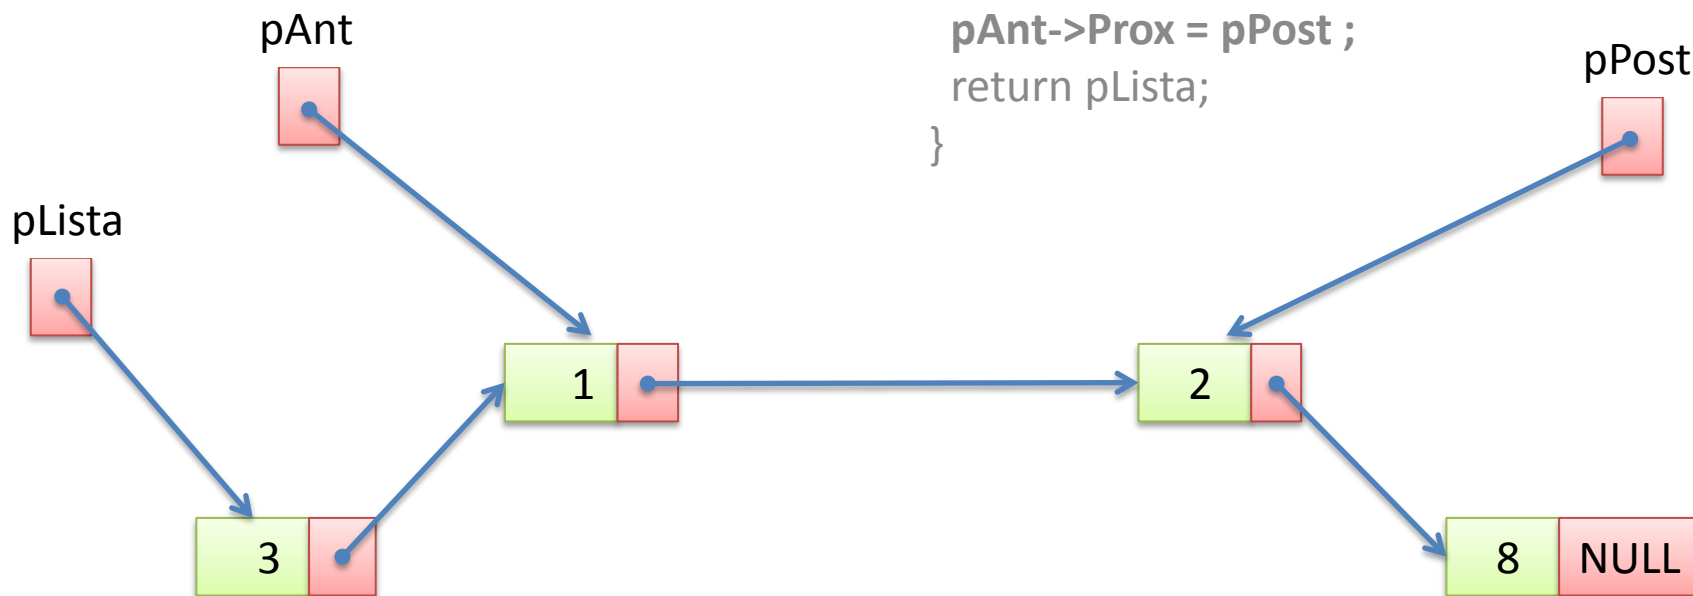 pAnt
pAnt->Prox = pPost ;
pPost
return pLista;
}
pLista
1
2
3
8 NULL